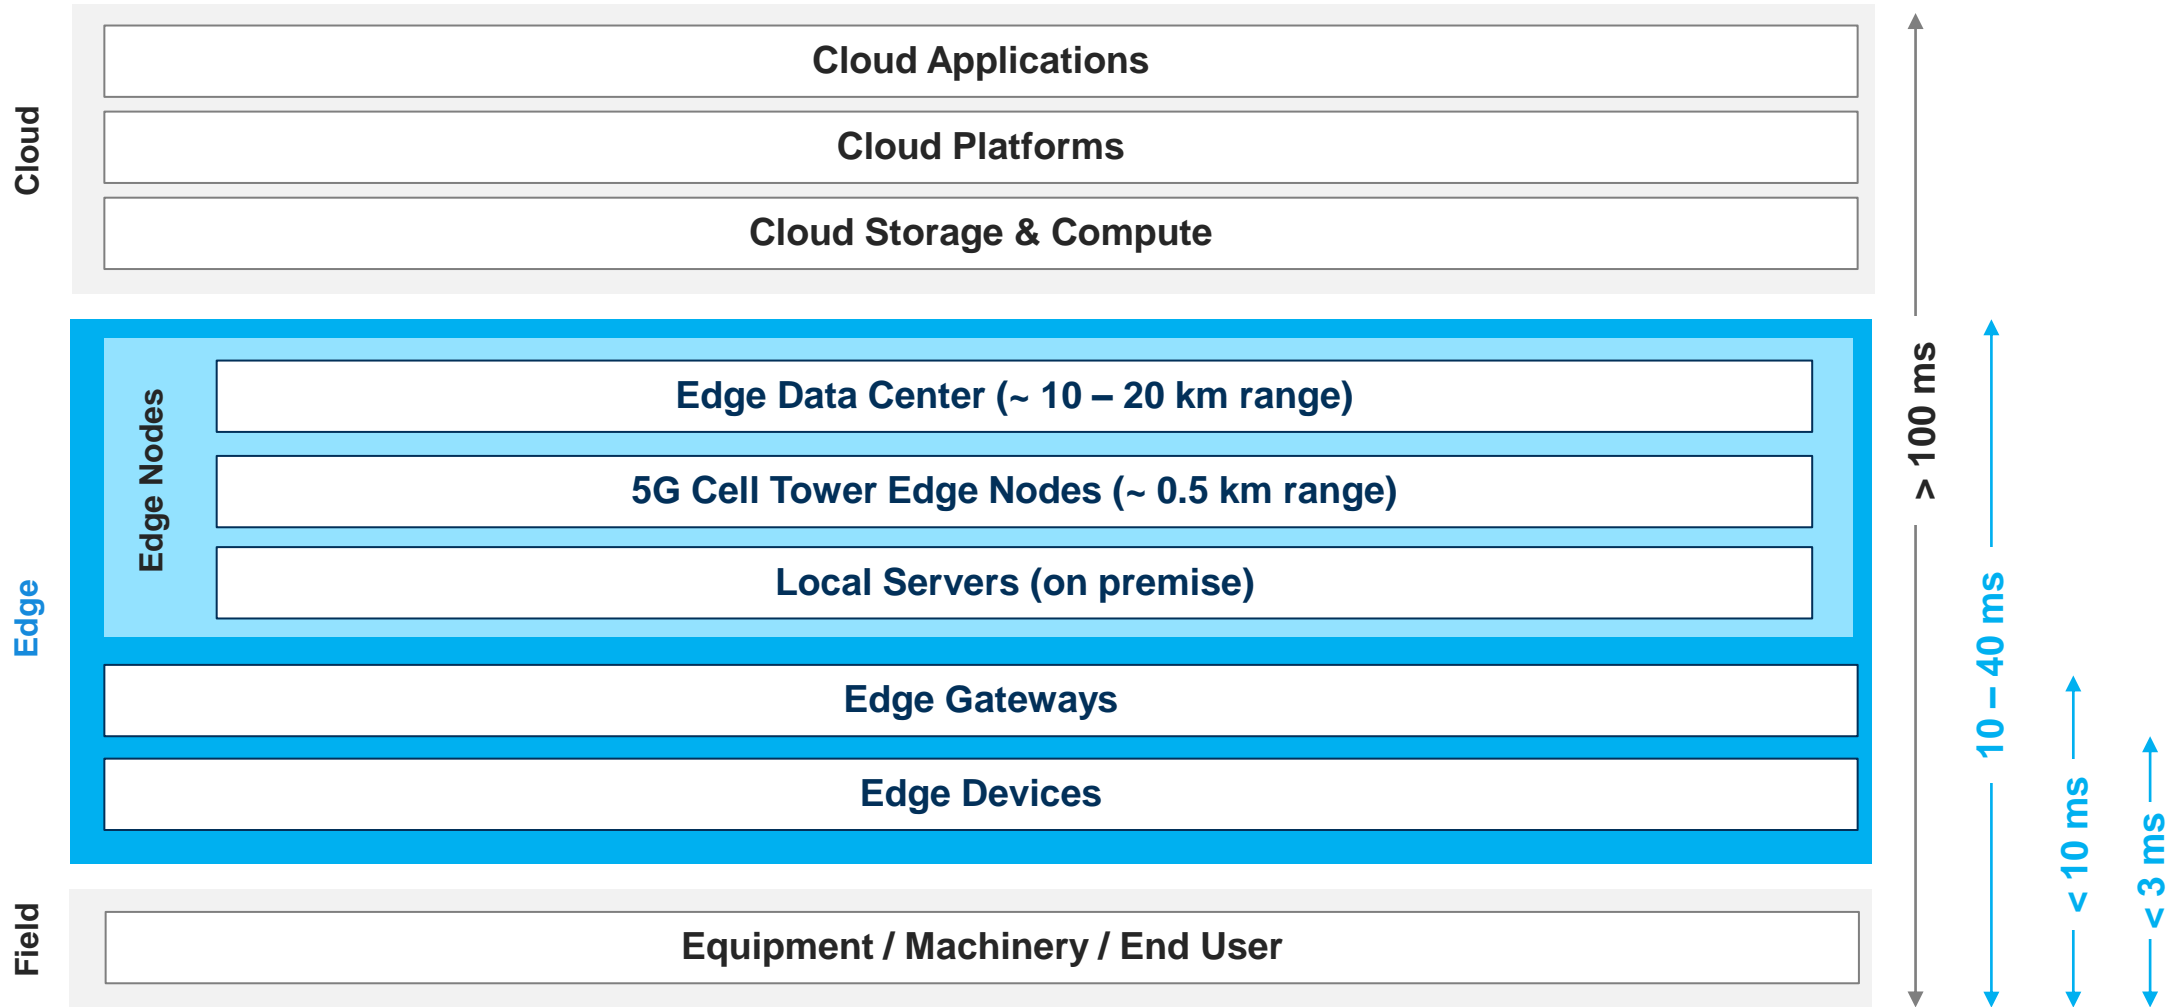 Cloud
Cloud Applications
Cloud Platforms
Cloud Storage & Compute
Edge
Edge Nodes
Edge Data Center (~ 10 – 20 km range)
5G Cell Tower Edge Nodes (~ 0.5 km range)
Local Servers (on premise)
Edge Gateways
Edge Devices
Field
Equipment / Machinery / End User
> 100 ms
10 – 40 ms
< 10 ms
< 3 ms